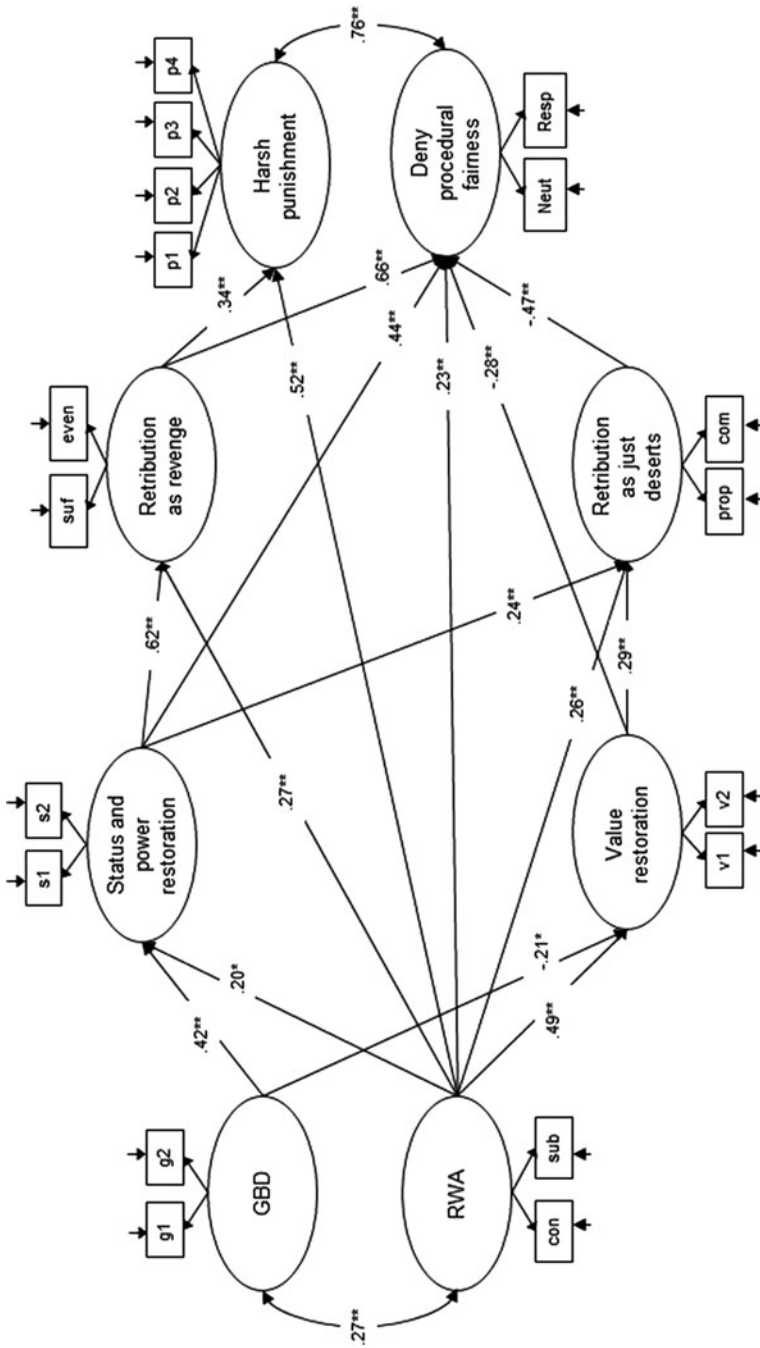 g1
g2
GBD
.27**
RWA
con
sub
.42**
.20*
-.21*
.49**
s1
s2
Status and
power
restoration
Value
restoration
v1
v2
.62**
.27**
.24**
.26**
.29**
suf
even
Retribution
as revenge
Retribution
as just
deserts
prop
com
.34**
.66**
.44**
.52**
.23**
-.28**
-.47**
p1
p2
p3
p4
Harsh
punishment
.76**
Deny
procedural
fairness
Neut
Resp